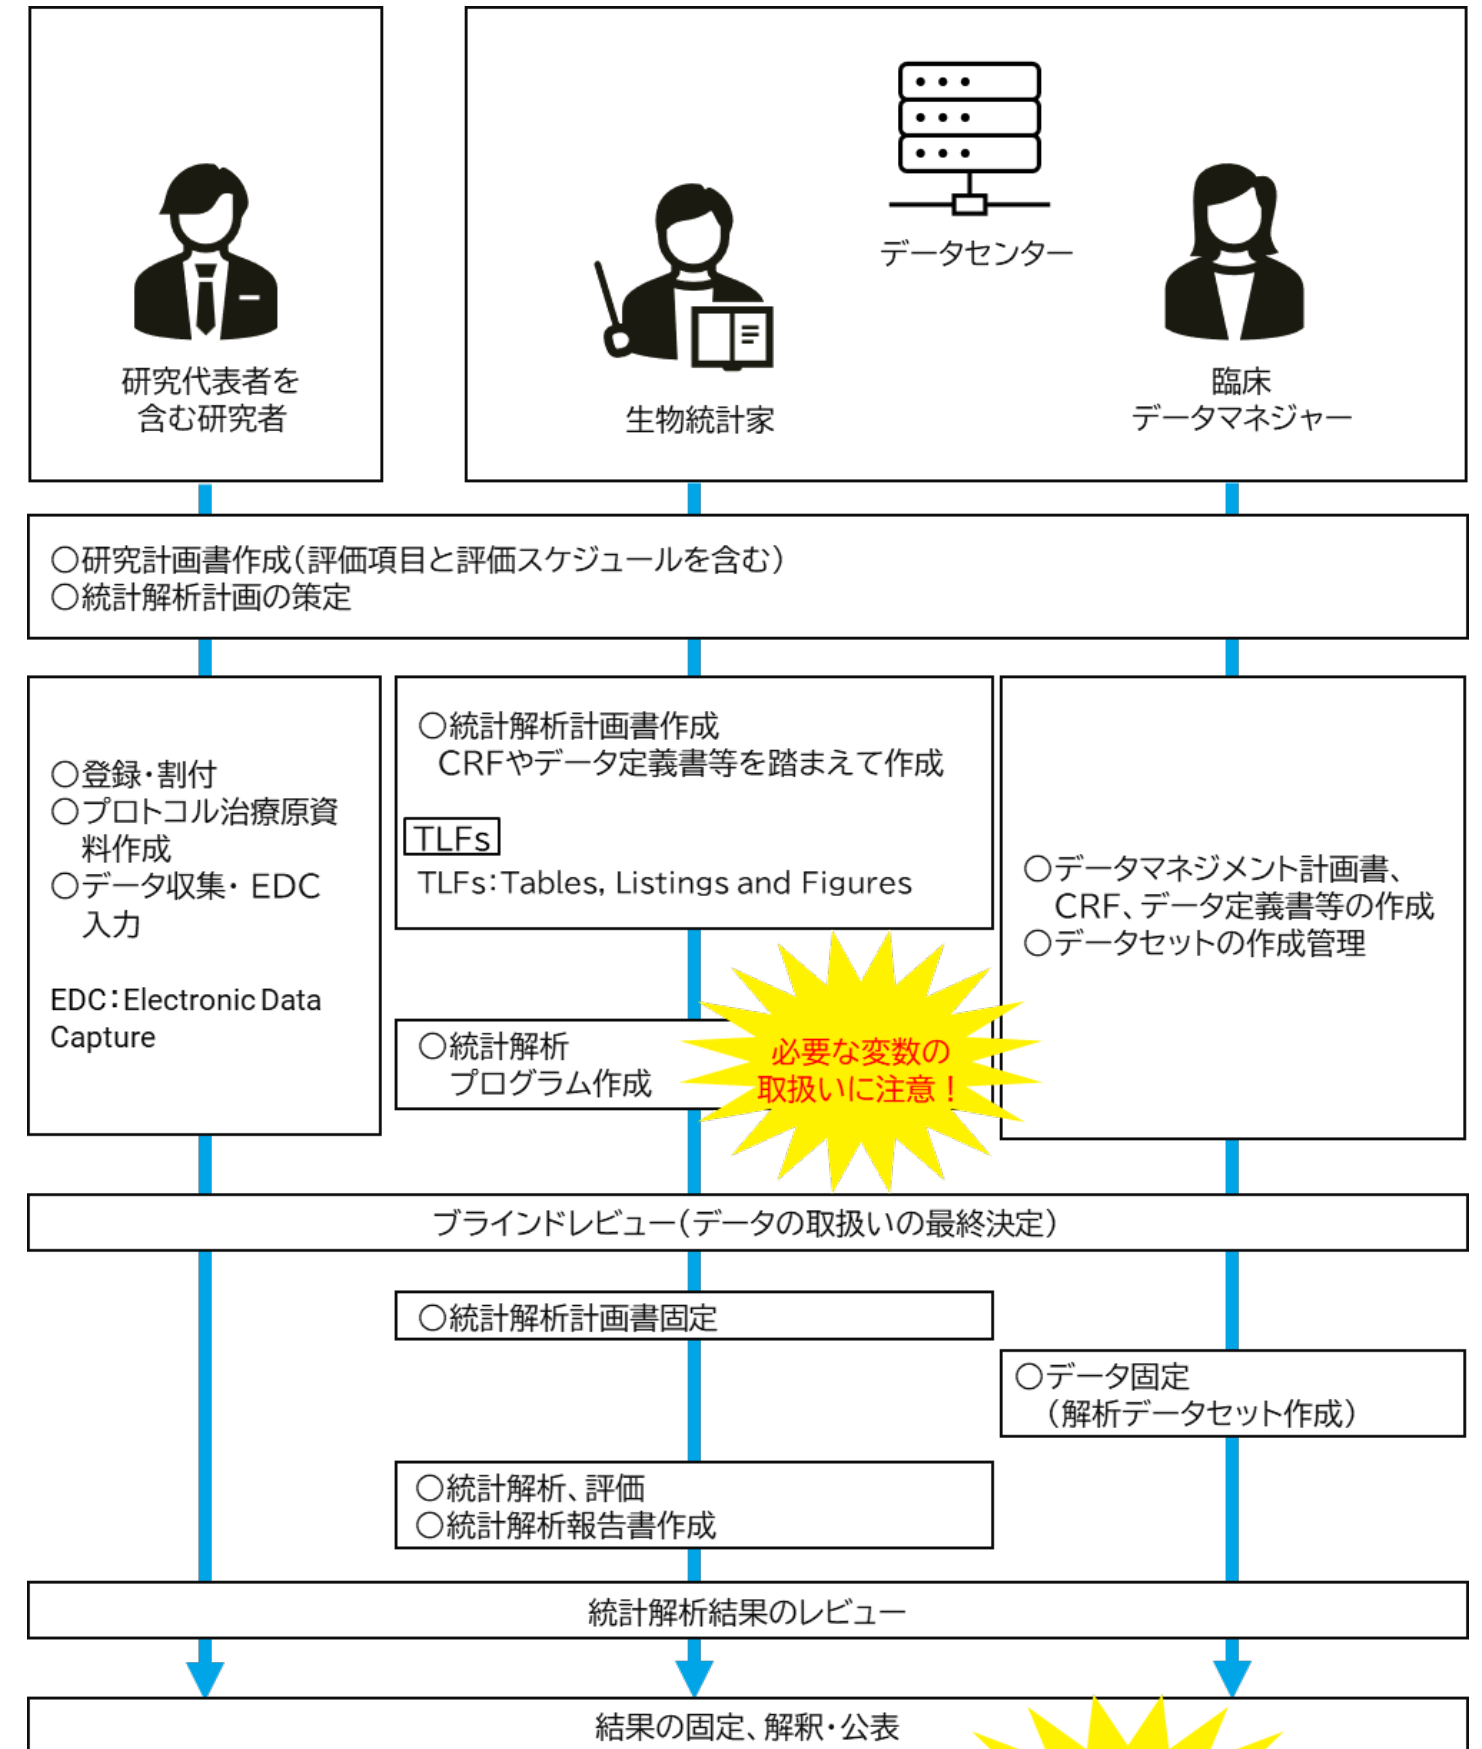 データセンター
研究代表者を
含む研究者
生物統計家
臨床
データマネジャー
○研究計画書作成（評価項目と評価スケジュールを含む）
○統計解析計画の策定
○登録・割付
○プロトコル治療原資
料作成
○データ収集・ EDC
入力
EDC：Electronic Data
Capture
○統計解析計画書作成
CRFやデータ定義書等を踏まえて作成
TLFs
TLFs：Tables, Listings and Figures
○統計解析
プログラム作成
必要な変数の
取扱いに注意！
○データマネジメント計画書、
CRF、データ定義書等の作成
○データセットの作成管理
ブラインドレビュー（データの取扱いの最終決定）
○統計解析計画書固定
○データ固定
（解析データセット作成）
○統計解析、評価
○統計解析報告書作成
統計解析結果のレビュー
結果の固定、解釈・公表